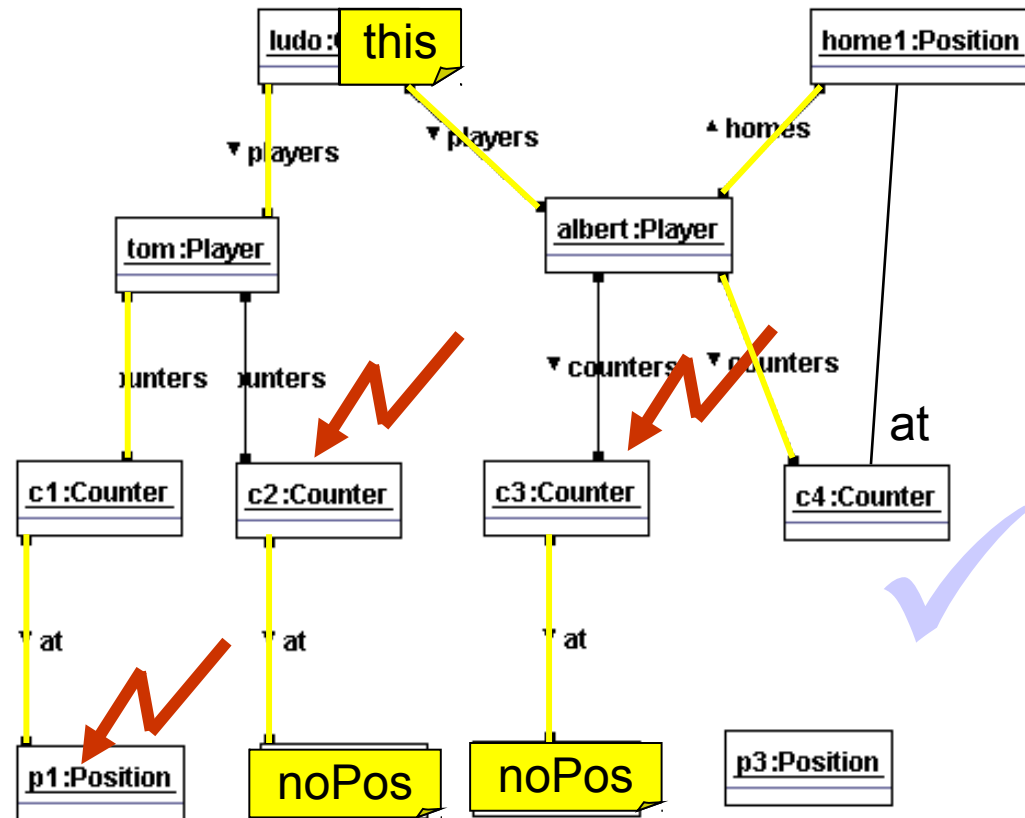 ludo:
this
home1:Position
players
players
homes
tom:Player
albert:Player
unters
unters
counters
counters
at
c1:Counter
c2:Counter
c3:Counter
c4:Counter
at
at
at
p1:Position
noPos
noPos
p3:Position